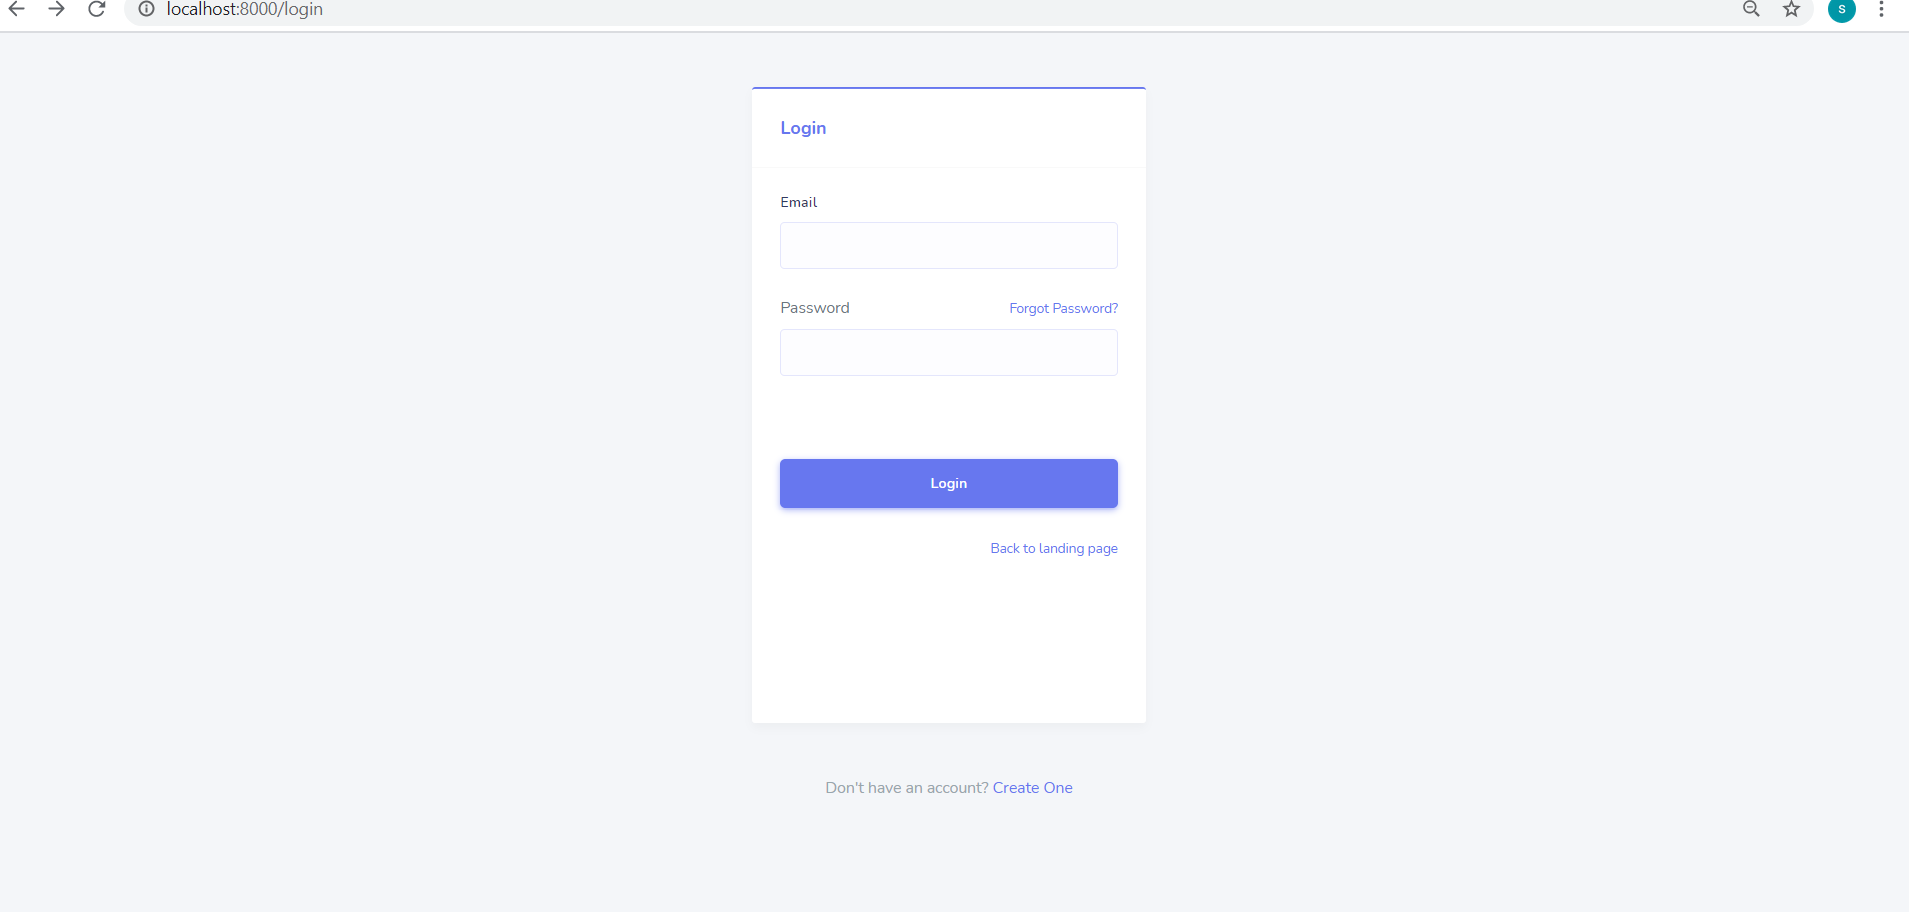 localhost:8000/login
S
Login
Email
Password Forgot Password?
Login
Back to landing page
Don't have an account? Create One